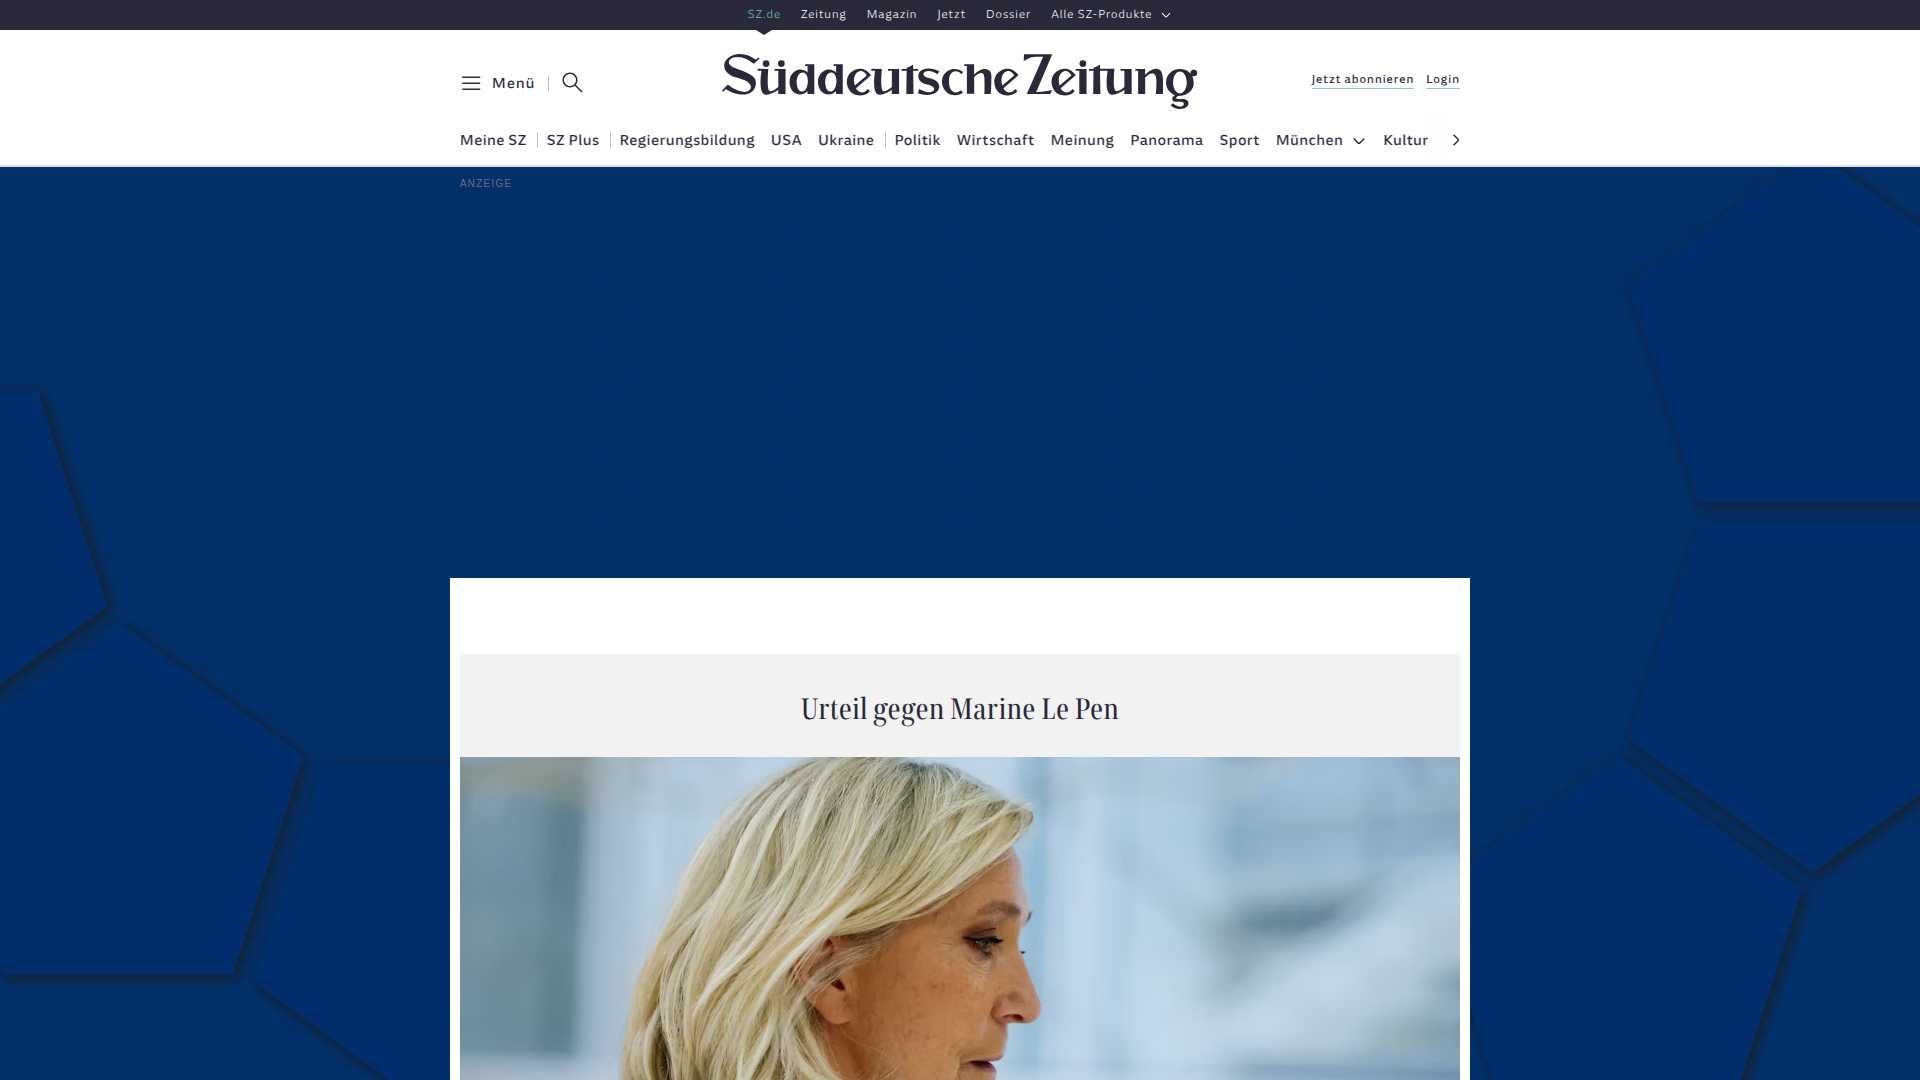 SZ.de Zeitung Magazin Jetzt Dossier Alle SZ-Produkte
Menü
Süddeutsche Zeitung
Jetzt abonnieren Login
Meine SZ SZ Plus Regierungsbildung USA Ukraine Politik Wirtschaft Meinung Panorama Sport München Kultur
ANZEIGE
Urteil gegen Marine Le Pen